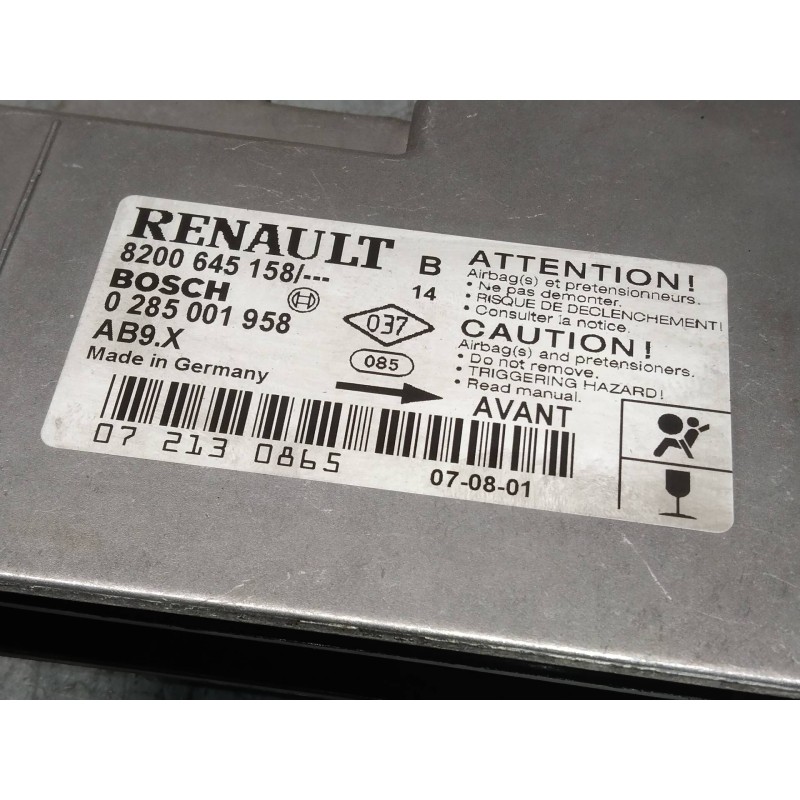 RENAULT
8200 645 158/---
B
BOSCH
14
0 285 001 958
037
AB9.X
085
Made in Germany
ATTENTION!
Airbag(s) et pretensionneurs.
• Ne pas demonter.
• RISQUE DE DECLENCHEMENT!
• Consulter la notice.
CAUTION!
Airbag(s) and pretensioners.
• Do not remove.
• TRIGGERING HAZARD!
• Read manual.
AVANT
07 213 0865
07-08-01